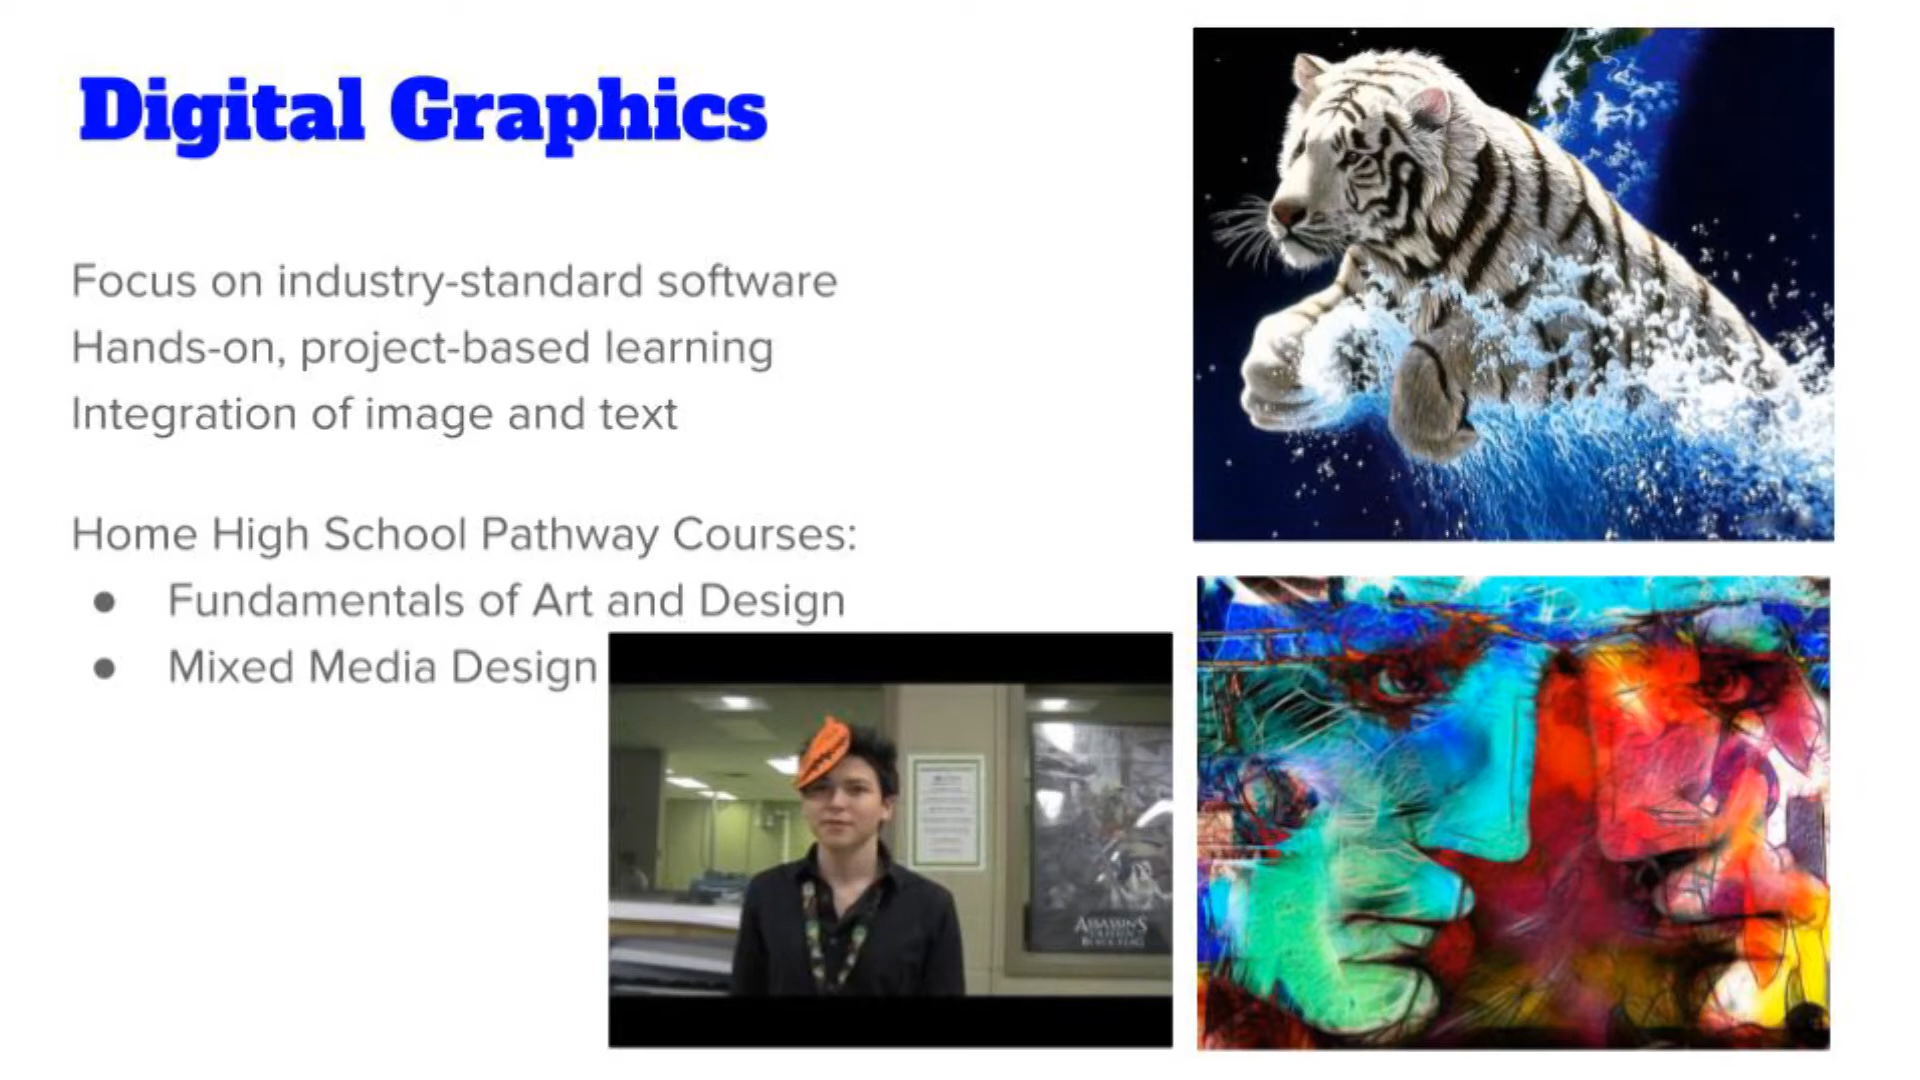 Digital Graphics
Focus on industry-standard software
Hands-on, project-based learning
Integration of image and text
Home High School Pathway Courses:
● Fundamentals of Art and Design
● Mixed Media Design
ASSASSIN'S